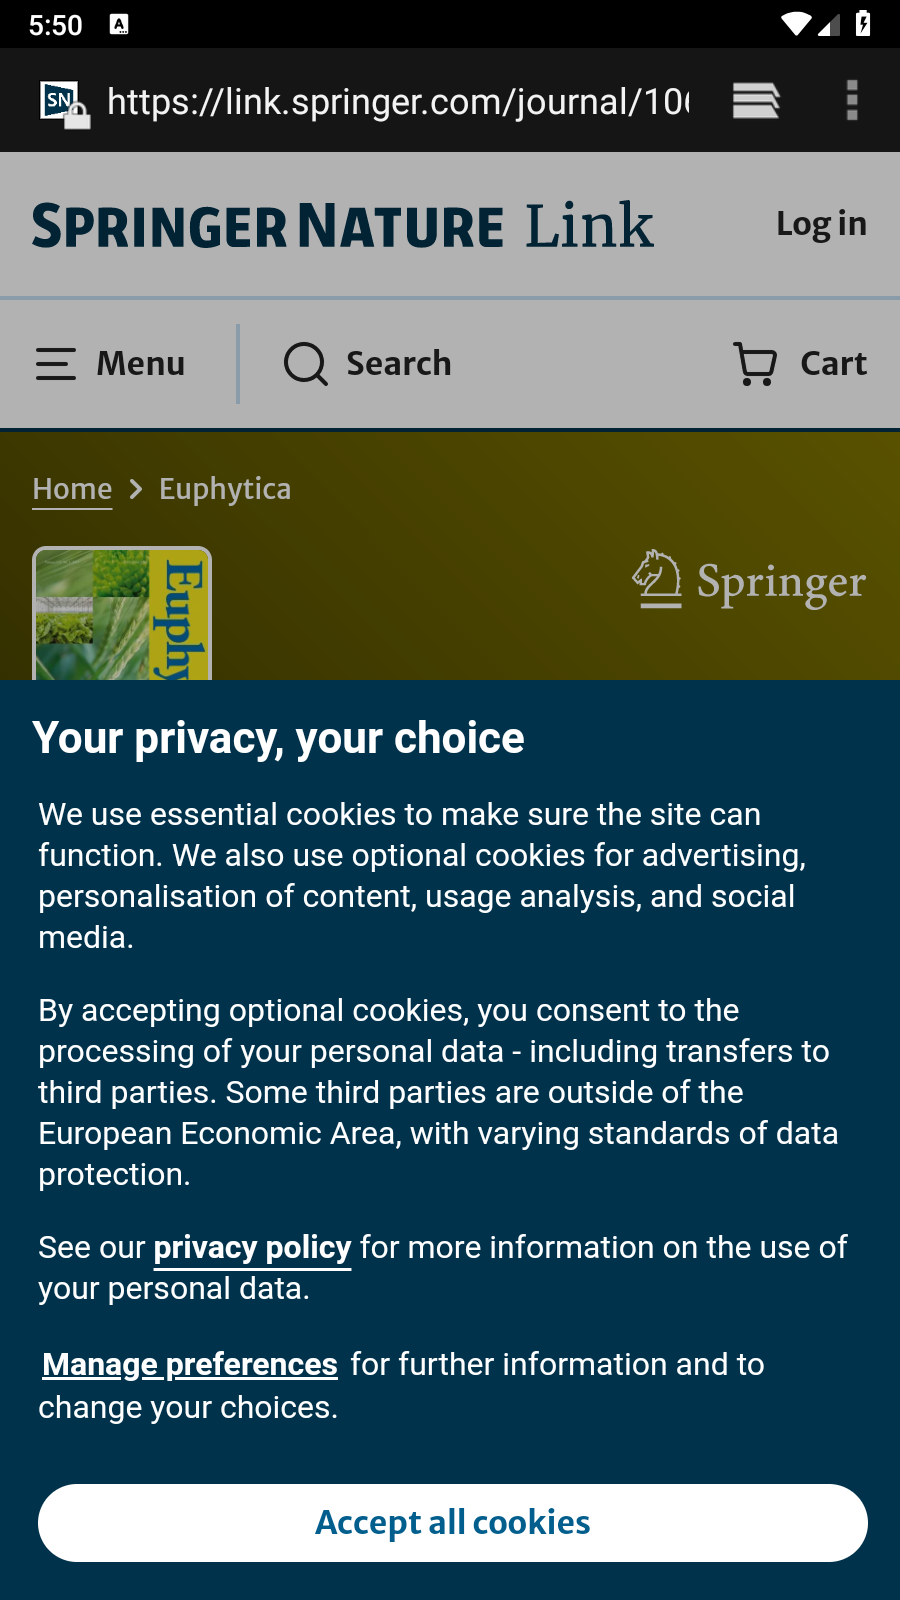 5:50
A
SN
https://link.springer.com/journal/10
SPRINGER NATURE Link
Log in
Menu
Search
Cart
Home
Euphytica
Euphy
Springer
Your privacy, your choice
We use essential cookies to make sure the site can
function. We also use optional cookies for advertising,
personalisation of content, usage analysis, and social
media.
By accepting optional cookies, you consent to the
processing of your personal data - including transfers to
third parties. Some third parties are outside of the
European Economic Area, with varying standards of data
protection.
See our privacy policy for more information on the use of
your personal data.
Manage preferences for further information and to
change your choices.
Accept all cookies